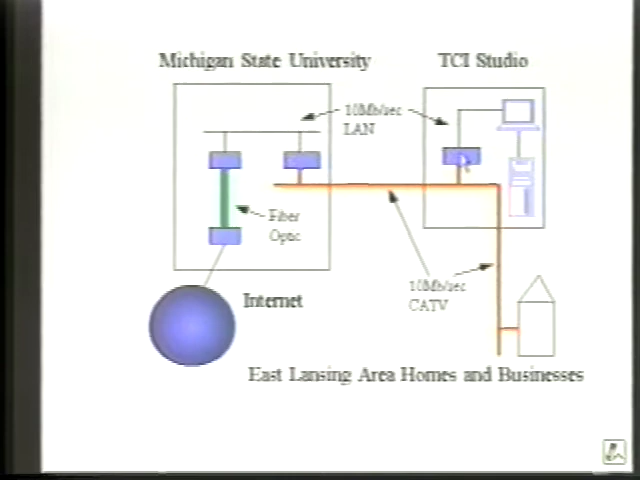 Michigan State University
TCI Studio
10Mb/sec
LAN
Fiber
Optic
10Mb/sec
CATV
Internet
East Lansing Area Homes and Businesses